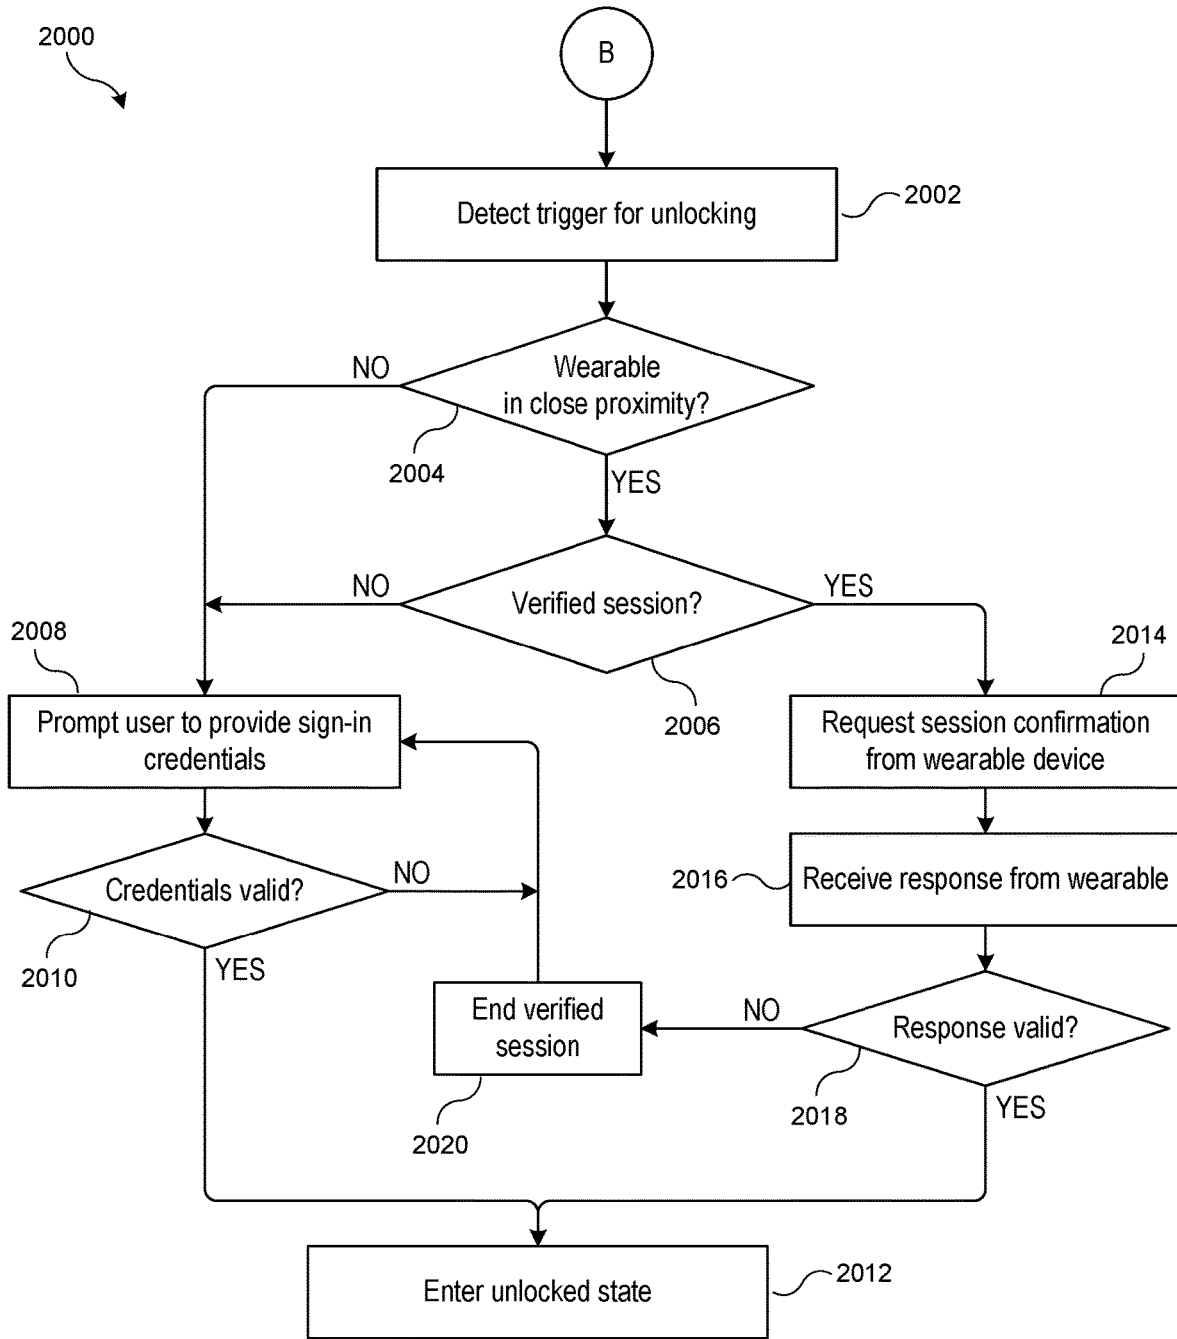 2000
B
Detect trigger for unlocking
2002
Wearable
in close proximity?
NO
2004
YES
Verified session?
NO
YES
2006
2008
Prompt user to provide sign-in
credentials
2014
Request session confirmation
from wearable device
Credentials valid?
NO
2010
YES
2016
Receive response from wearable
End verified
session
2020
NO
Response valid?
2018
YES
Enter unlocked state
2012